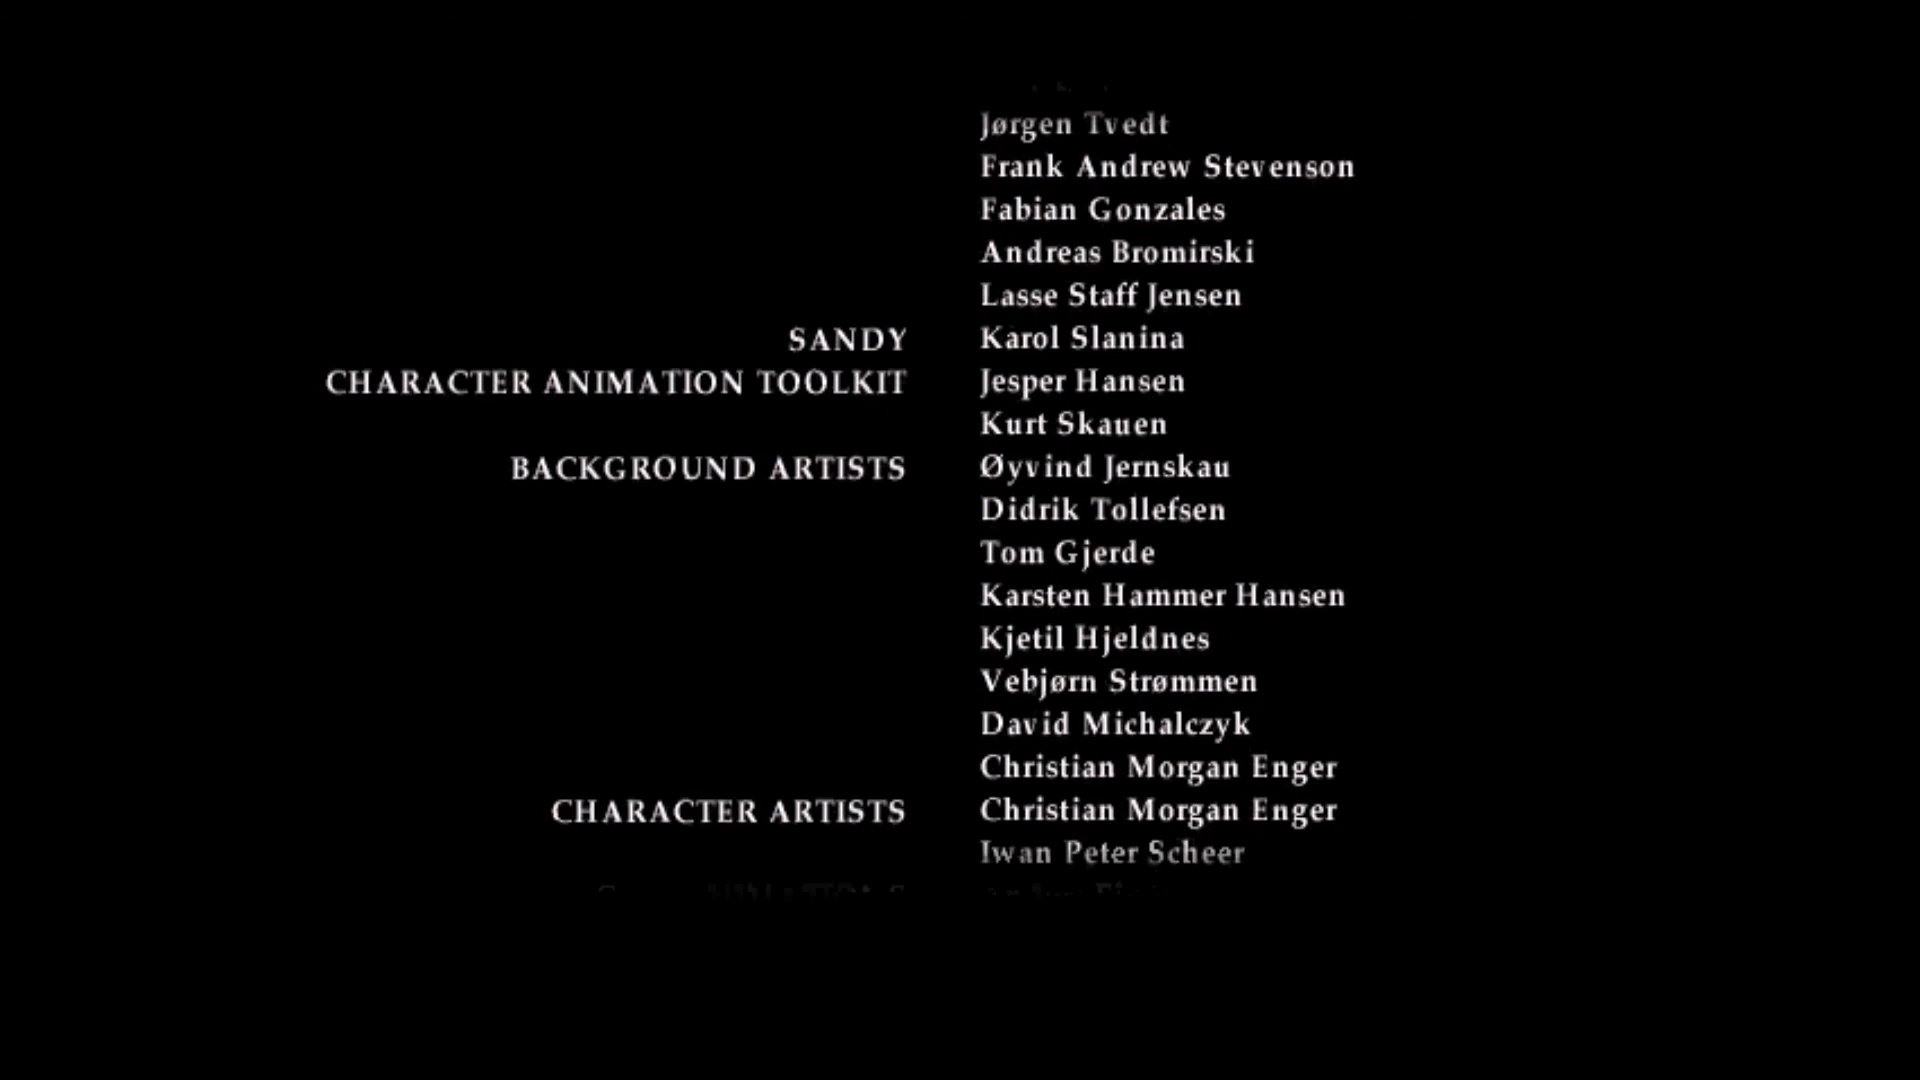 Jørgen Tvedt
Frank Andrew Stevenson
Fabian Gonzales
Andreas Bromirski
Lasse Staff Jensen
SANDY Karol Slanina
CHARACTER ANIMATION TOOLKIT Jesper Hansen
Kurt Skauen
BACKGROUND ARTISTS Øyvind Jernskau
Didrik Tollefsen
Tom Gjerde
Karsten Hammer Hansen
Kjetil Hjeldnes
Vebjørn Strømmen
David Michalczyk
Christian Morgan Enger
CHARACTER ARTISTS Christian Morgan Enger
Iwan Peter Scheer